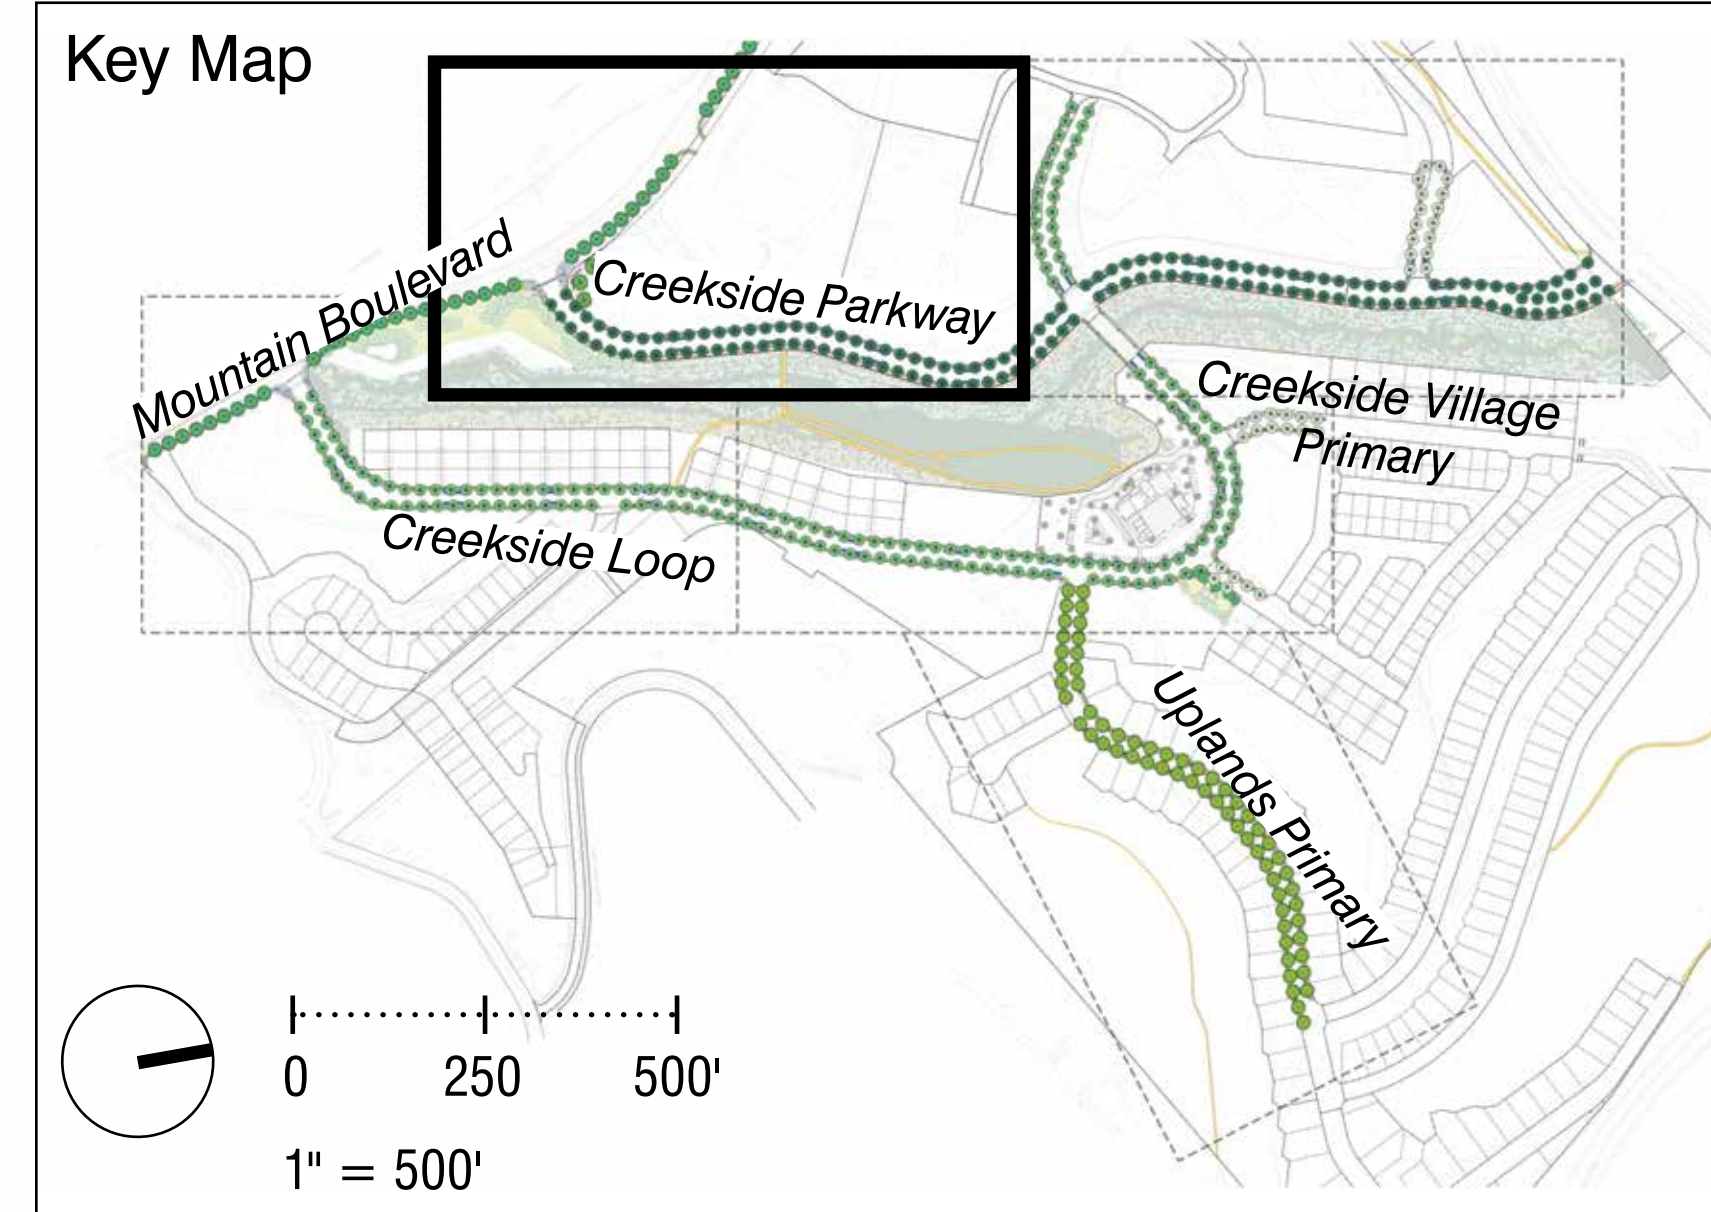 Key Map
Mountain Boulevard
Creekside Parkway
Creekside Village
Primary
Creekside Loop
Uplands Primary
0 250 500'
1" = 500'